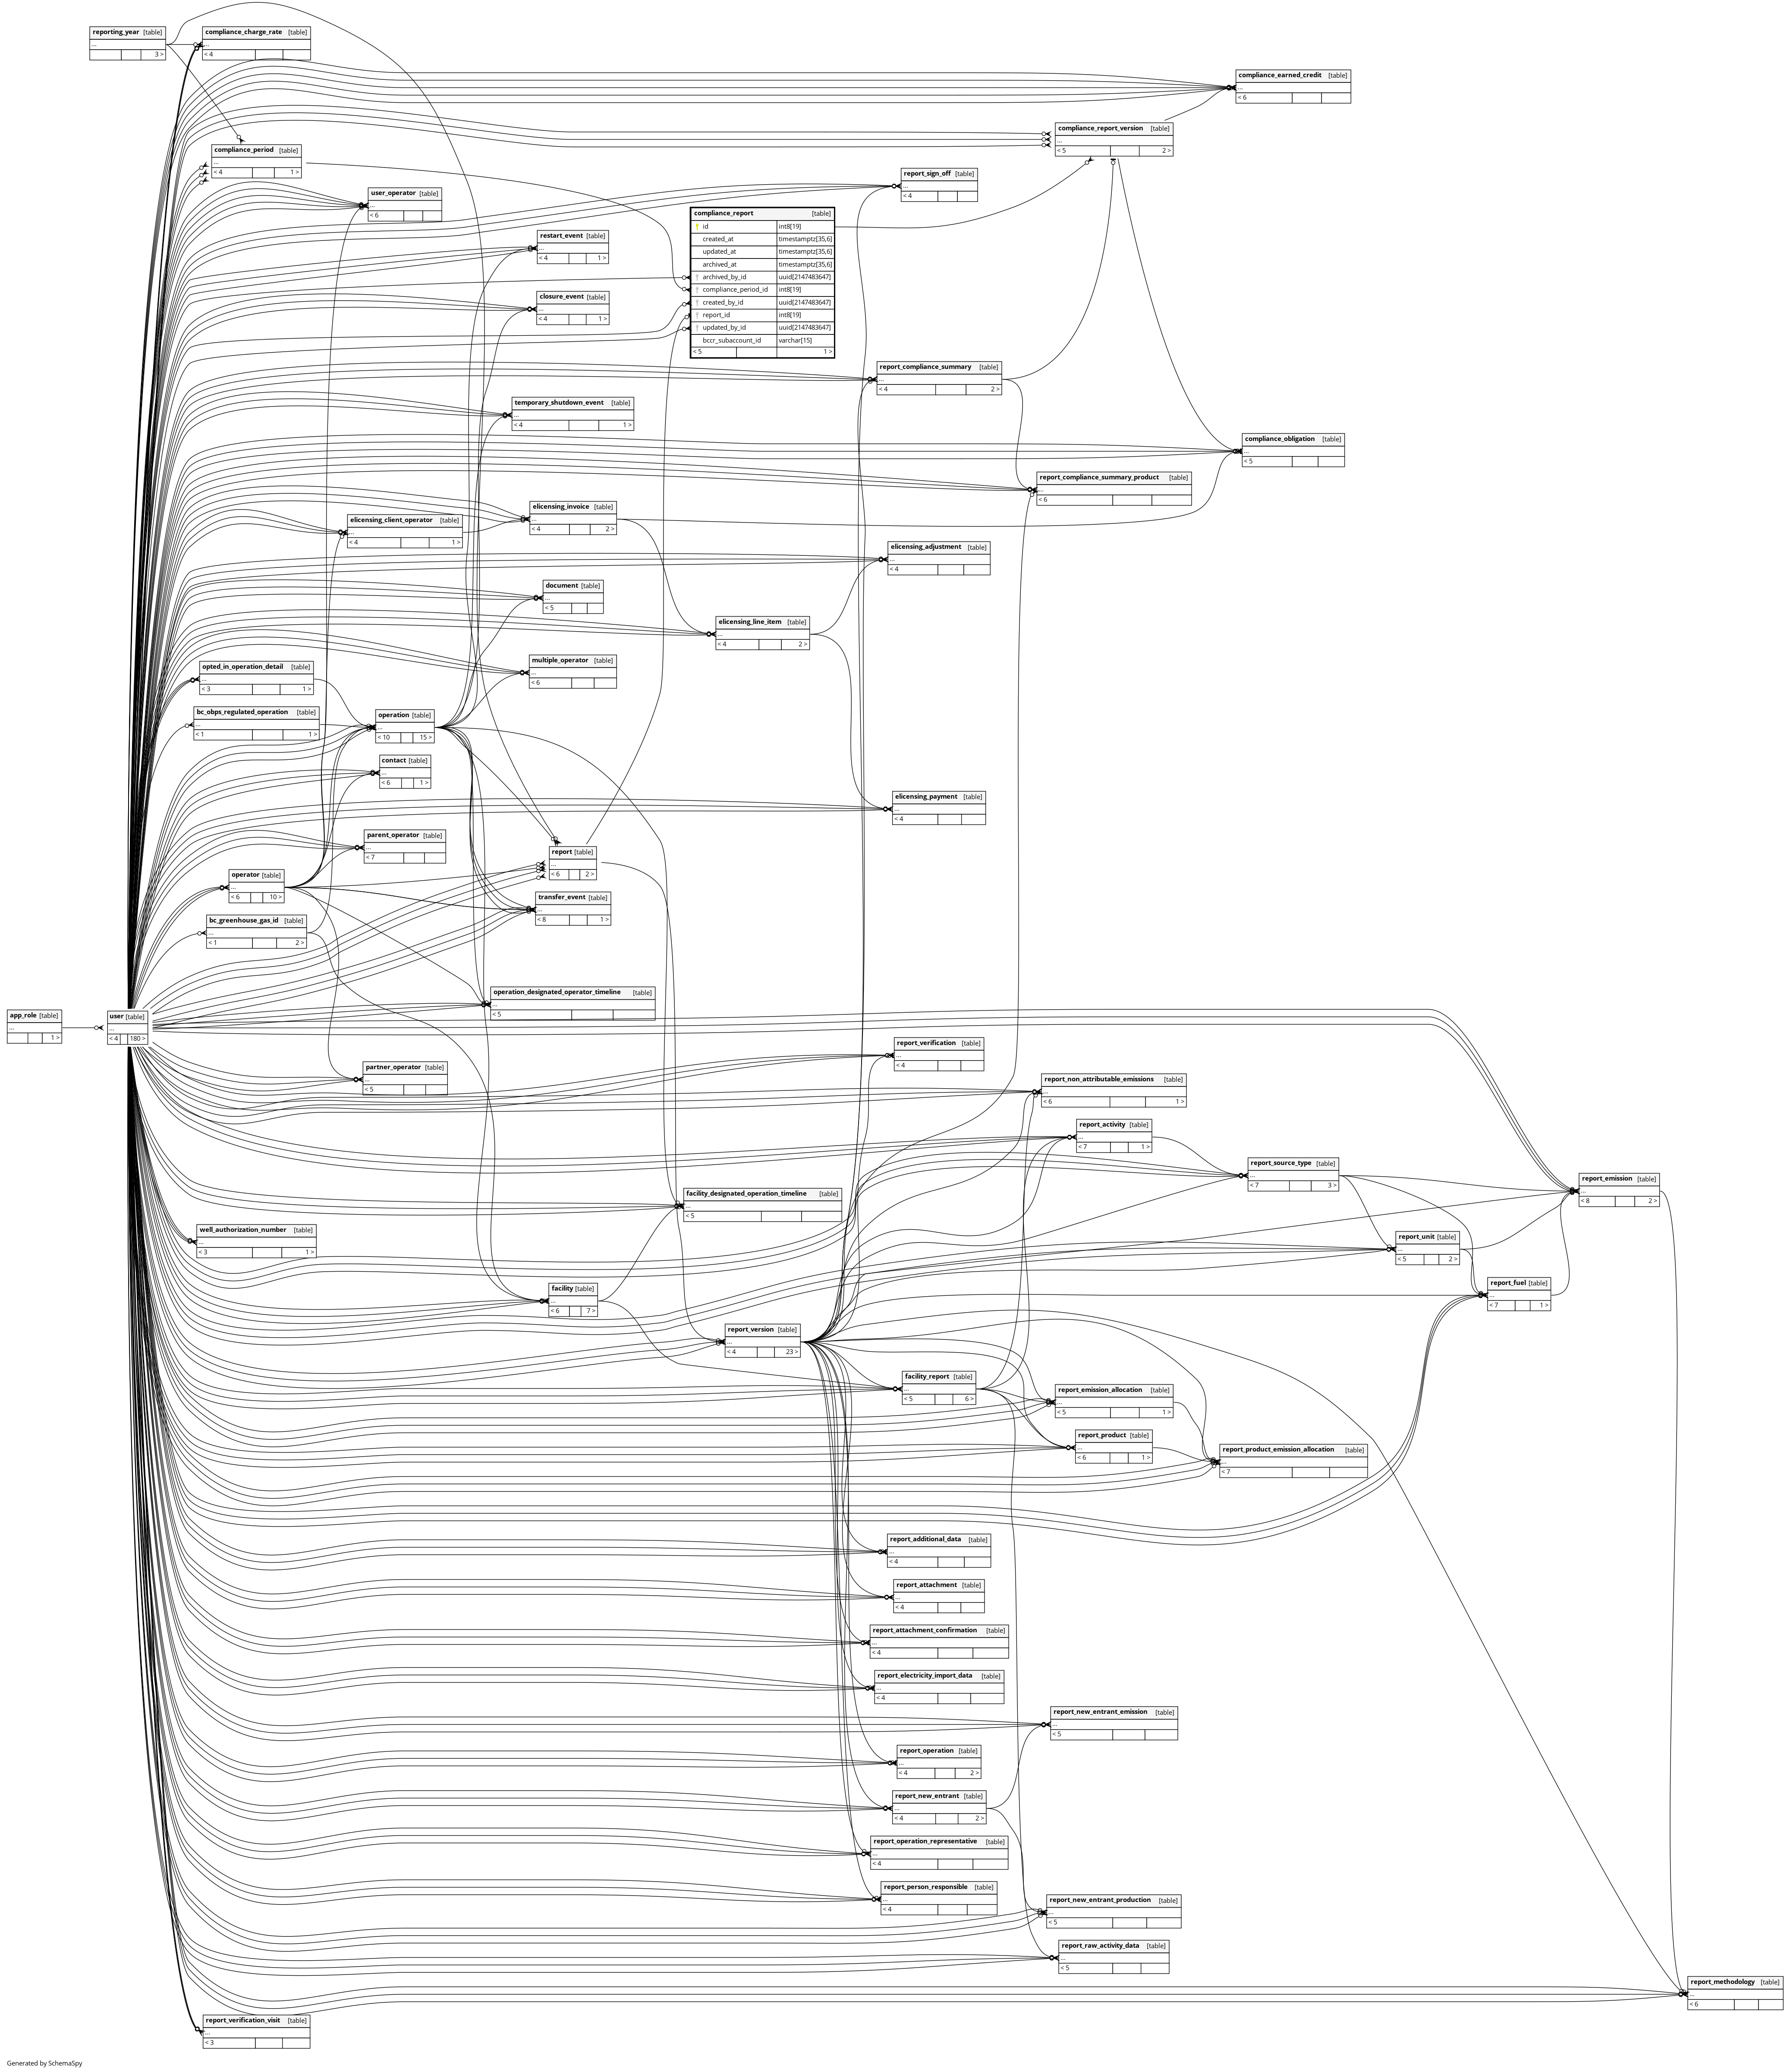 reporting_year [table]
...
3 >
compliance_charge_rate [table]
...
< 4
compliance_earned_credit [table]
...
< 6
compliance_report_version [table]
...
< 5 2 >
compliance_period [table]
...
< 4 1 >
report_sign_off [table]
...
< 4
user_operator [table]
...
< 6
compliance_report [table]
id int8[19]
created_at timestamptz[35,6]
updated_at timestamptz[35,6]
archived_at timestamptz[35,6]
archived_by_id uuid[2147483647]
compliance_period_id int8[19]
created_by_id uuid[2147483647]
report_id int8[19]
updated_by_id uuid[2147483647]
bccr_subaccount_id varchar[15]
< 5 1 >
restart_event [table]
...
< 4 1 >
closure_event [table]
...
< 4 1 >
report_compliance_summary [table]
...
< 4 2 >
temporary_shutdown_event [table]
...
< 4 1 >
compliance_obligation [table]
...
< 5
report_compliance_summary_product [table]
...
< 6
elicensing_invoice [table]
...
< 4 2 >
elicensing_client_operator [table]
...
< 4 1 >
elicensing_adjustment [table]
...
< 4
document [table]
...
< 5
elicensing_line_item [table]
...
< 4 2 >
multiple_operator [table]
...
< 6
opted_in_operation_detail [table]
...
< 3 1 >
bc_obps_regulated_operation [table]
...
< 1 1 >
operation [table]
...
< 10 15 >
contact [table]
...
< 6 1 >
elicensing_payment [table]
...
< 4
parent_operator [table]
...
< 7
report [table]
...
< 6 2 >
operator [table]
...
< 6 10 >
transfer_event [table]
...
< 8 1 >
bc_greenhouse_gas_id [table]
...
< 1 2 >
operation_designated_operator_timeline [table]
...
< 5
app_role [table]
...
1 >
user [table]
...
< 4 180 >
report_verification [table]
...
< 4
partner_operator [table]
...
< 5
report_non_attributable_emissions [table]
...
< 6 1 >
report_activity [table]
...
< 7 1 >
report_source_type [table]
...
< 7 3 >
report_emission [table]
...
< 8 2 >
facility_designated_operation_timeline [table]
...
< 5
well_authorization_number [table]
...
< 3 1 >
report_unit [table]
...
< 5 2 >
report_fuel [table]
...
< 7 1 >
facility [table]
...
< 6 7 >
report_version [table]
...
< 4 23 >
facility_report [table]
...
< 5 6 >
report_emission_allocation [table]
...
< 5 1 >
report_product [table]
...
< 6 1 >
report_product_emission_allocation [table]
...
< 7
report_additional_data [table]
...
< 4
report_attachment [table]
...
< 4
report_attachment_confirmation [table]
...
< 4
report_electricity_import_data [table]
...
< 4
report_new_entrant_emission [table]
...
< 5
report_operation [table]
...
< 4 2 >
report_new_entrant [table]
...
< 4 2 >
report_operation_representative [table]
...
< 4
report_person_responsible [table]
...
< 4
report_new_entrant_production [table]
...
< 5
report_raw_activity_data [table]
...
< 5
report_methodology [table]
...
< 6
report_verification_visit [table]
...
< 3
Generated by SchemaSpy